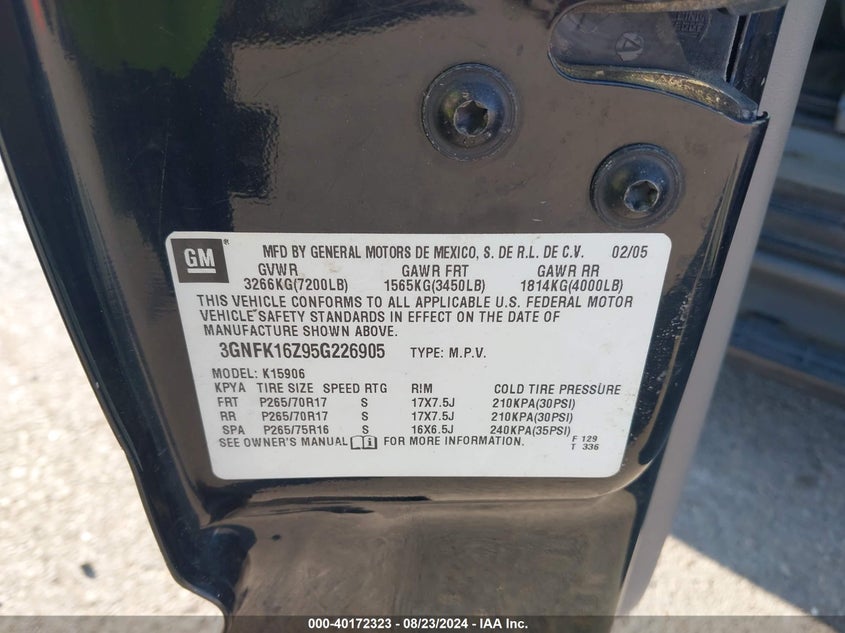 GM ® MFD BY GENERAL MOTORS DE MEXICO, S. DE R.L. DE C.V. 02/05
GVWR GAWR FRT GAWR RR
3266KG(7200LB) 1565KG(3450LB) 1814KG(4000LB)
THIS VEHICLE CONFORMS TO ALL APPLICABLE U.S. FEDERAL MOTOR
VEHICLE SAFETY STANDARDS IN EFFECT ON THE DATE OF
MANUFACTURE SHOWN ABOVE.
3GNFK16Z95G226905 TYPE: M.P.V.
MODEL: K15906
KPYA TIRE SIZE SPEED RTG RIM COLD TIRE PRESSURE
FRT P265/70R17 S 17X7.5J 210KPA(30PSI)
RR P265/70R17 S 17X7.5J 210KPA(30PSI)
SPA P265/75R16 S 16X6.5J 240KPA(35PSI)
SEE OWNER'S MANUAL i FOR MORE INFORMATION. F 129
T 336
000-40172323 - 08/23/2024 - IAA Inc.